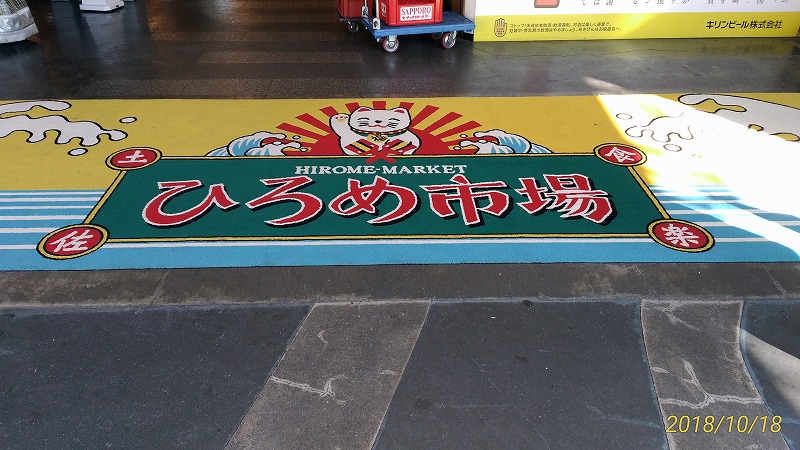 SAPPORO
キリンビール株式会社
HIROME-MARKET
土
食
ひろめ市場
佐
楽
2018/10/18